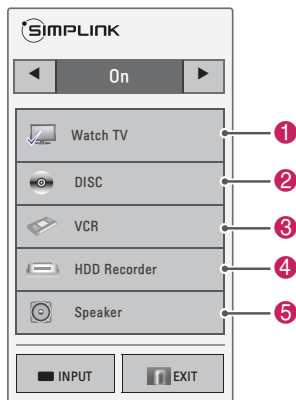 SIMPLINK
◀ On ▶
Watch TV 1
DISC 2
VCR 3
HDD Recorder 4
Speaker 5
INPUT EXIT